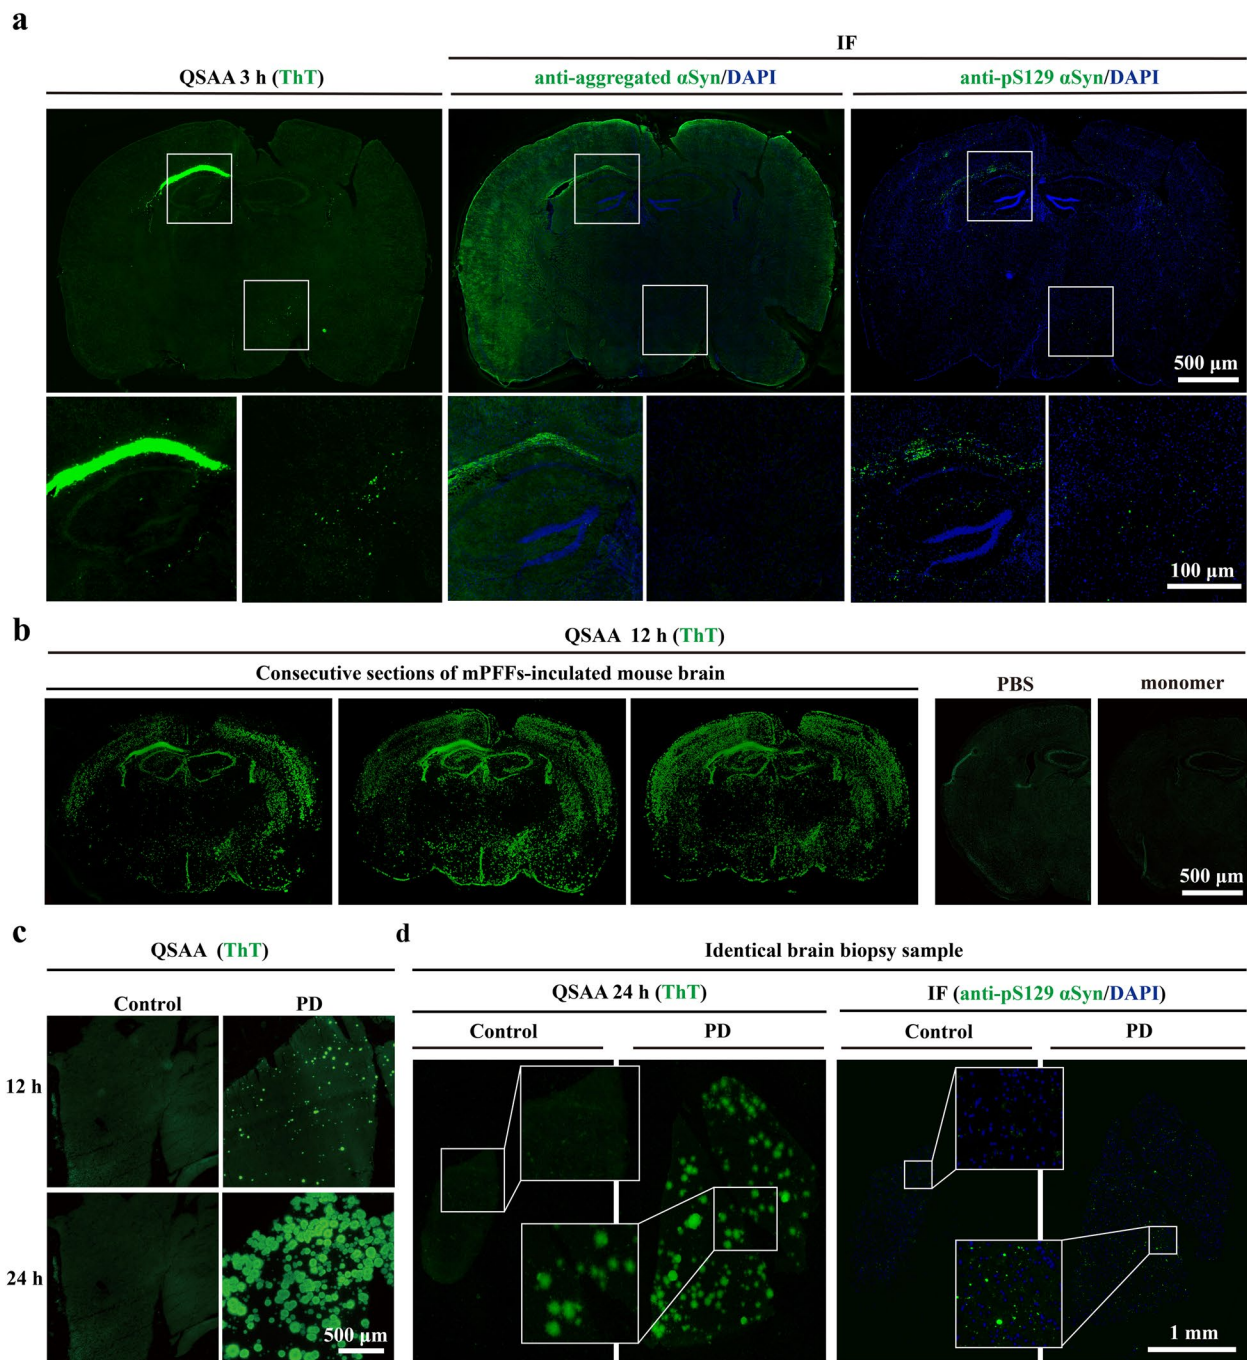 a
IF
QSAA 3 h (ThT)
anti-aggregated αSyn/DAPI
anti-pS129 αSyn/DAPI
500 μm
100 μm
b
QSAA 12 h (ThT)
Consecutive sections of mPFFs-inculated mouse brain
PBS
monomer
500 μm
c
QSAA (ThT)
Control
PD
12 h
24 h
500 μm
d
Identical brain biopsy sample
QSAA 24 h (ThT)
IF (anti-pS129 αSyn/DAPI)
Control
PD
Control
PD
1 mm